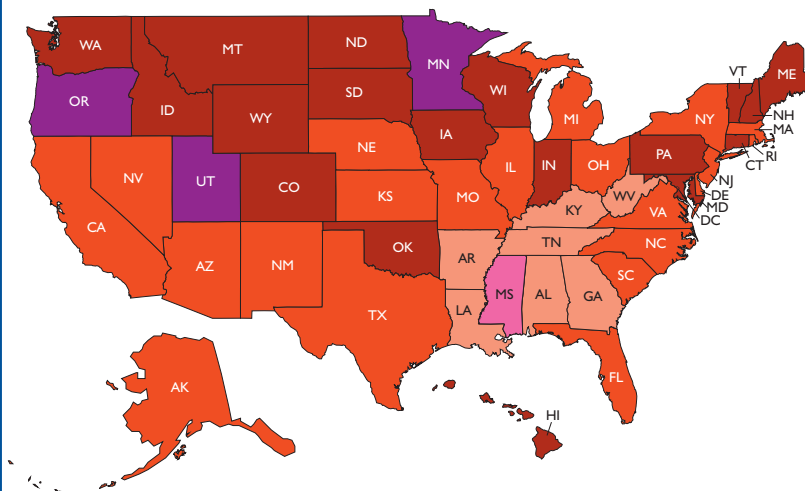 WA
MT
ND
MN
VT
ME
OR
ID
SD
WI
WY
MI
NY
NH
MA
IA
NE
PA
RI
CT
NV
UT
CO
IL
IN
OH
NJ
KS
MO
WV
DE
MD
DC
CA
KY
VA
OK
TN
NC
AZ
NM
AR
SC
MS
AL
GA
TX
LA
FL
AK
HI